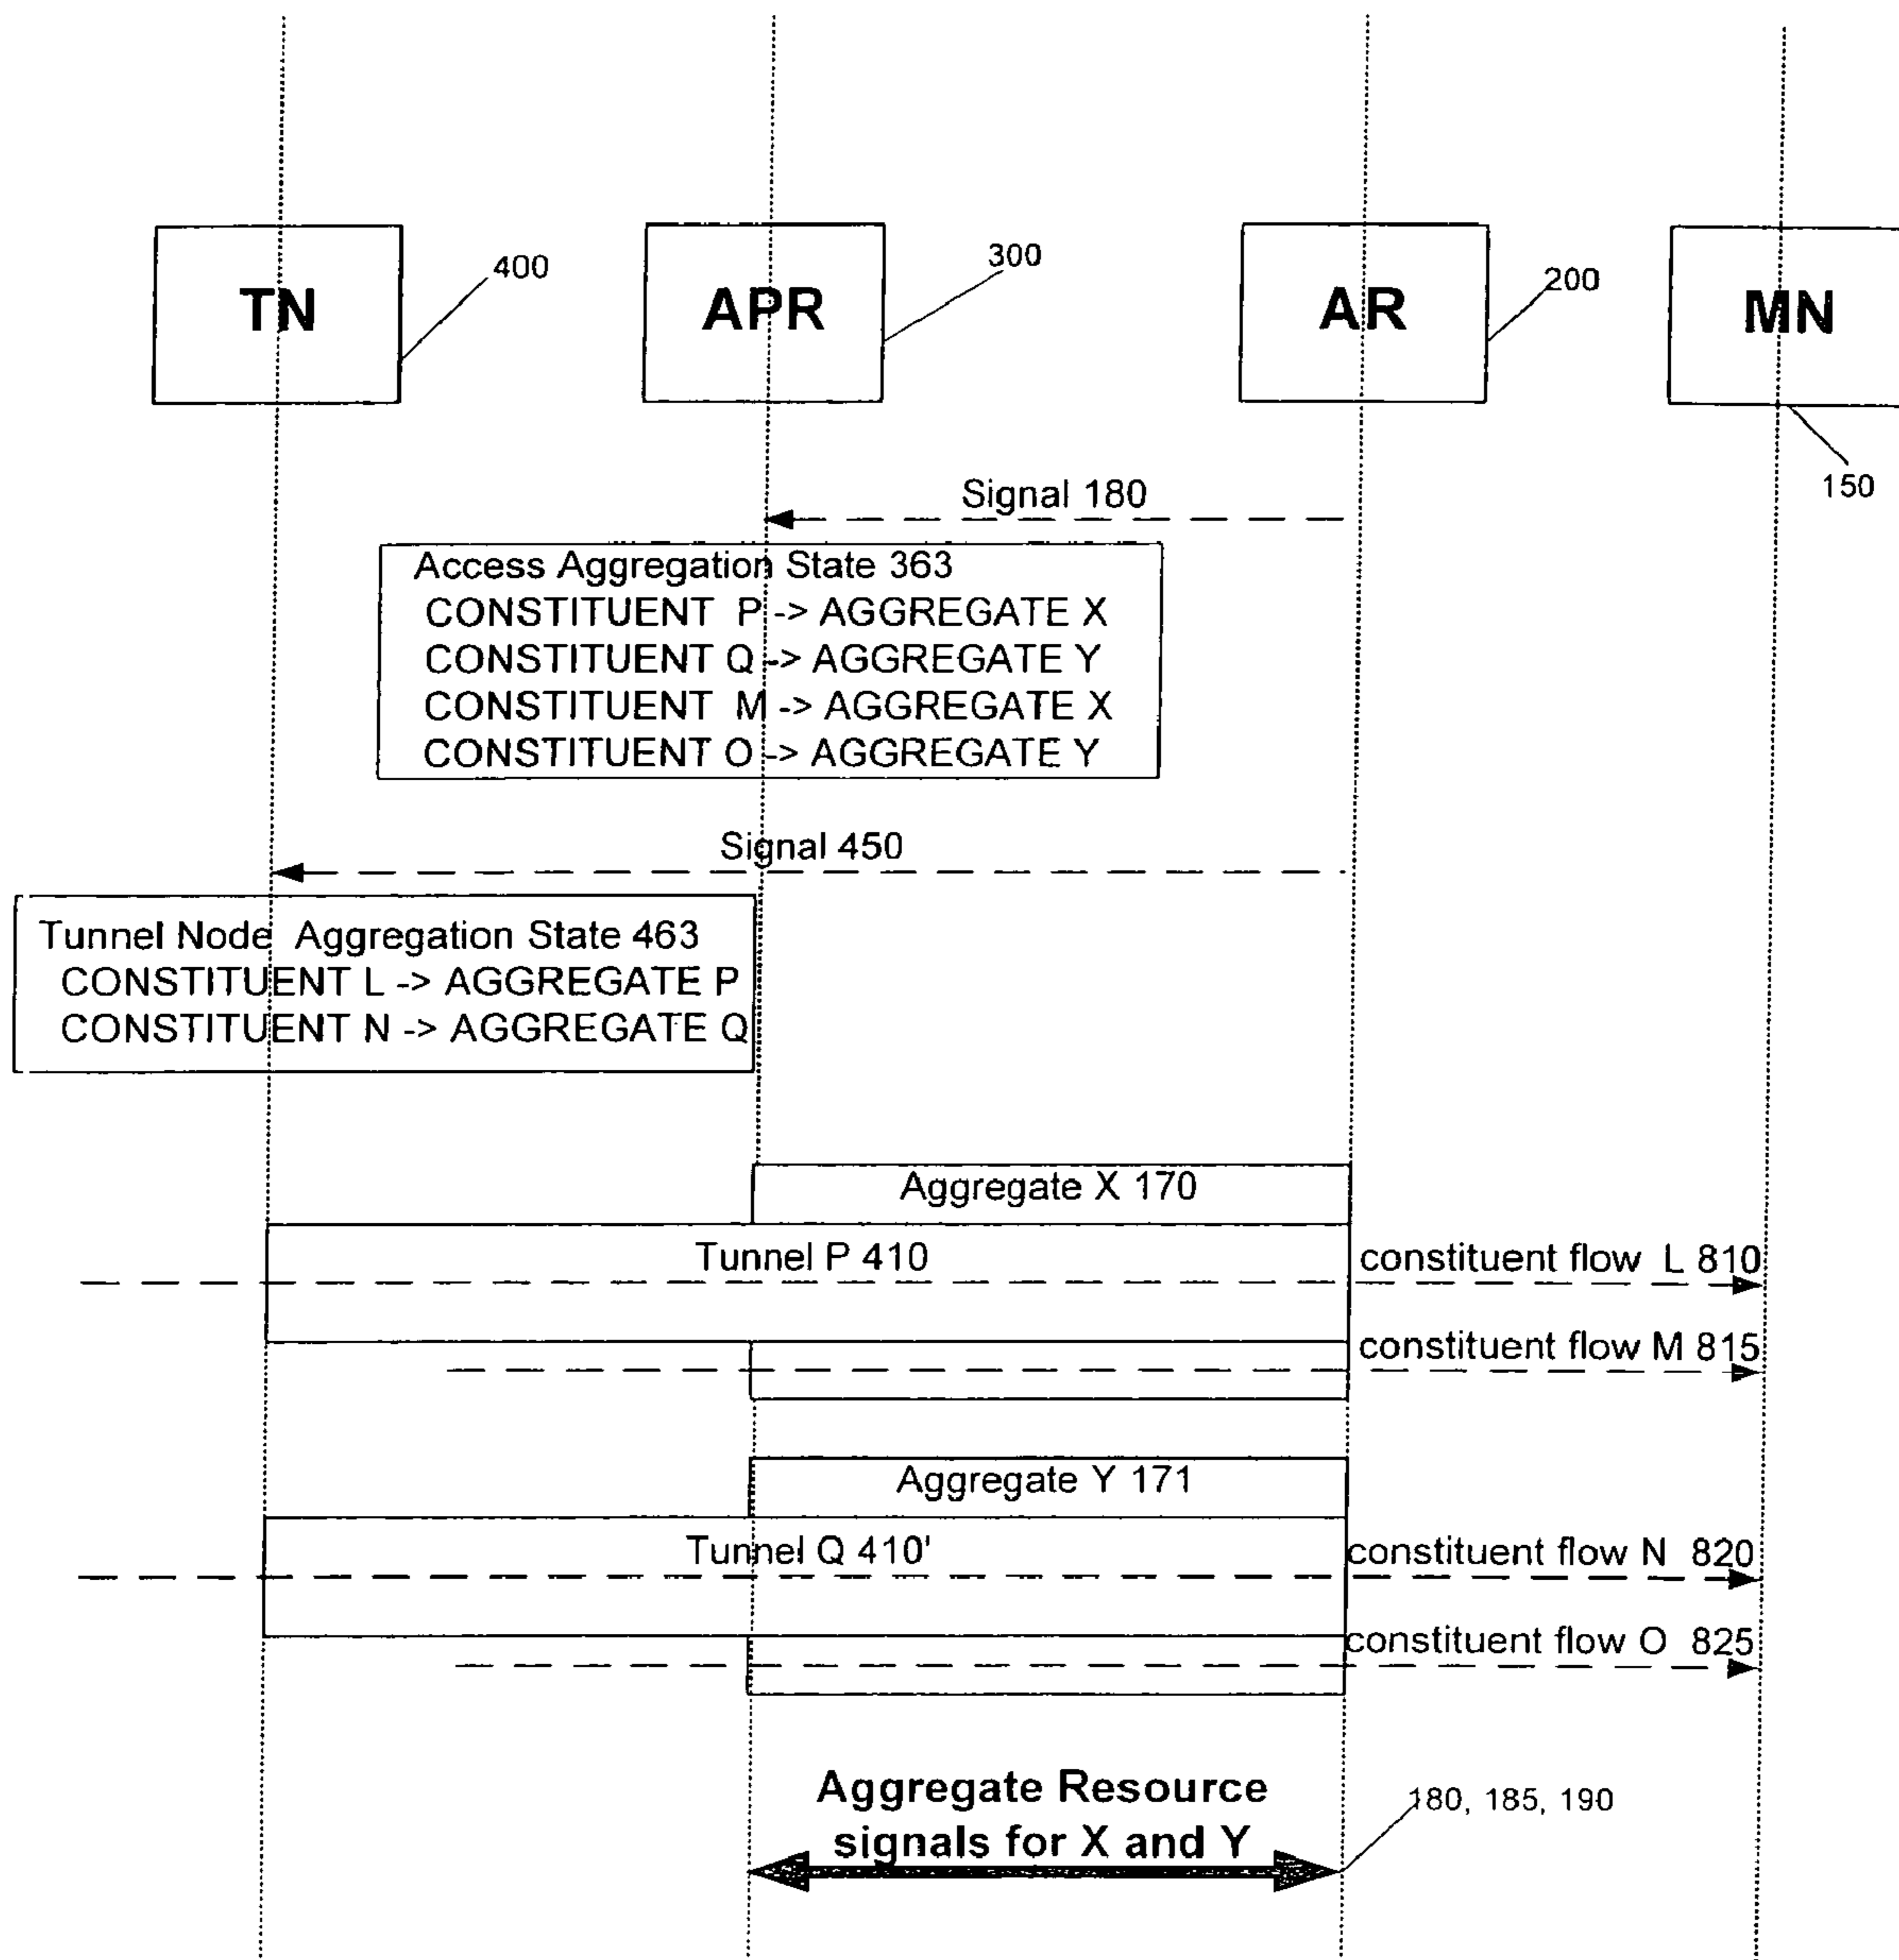 TN
400
APR
300
AR
200
MN
150
Signal 180
Access Aggregation State 363
CONSTITUENT P -> AGGREGATE X
CONSTITUENT Q -> AGGREGATE Y
CONSTITUENT M -> AGGREGATE X
CONSTITUENT O -> AGGREGATE Y
Signal 450
Tunnel Node Aggregation State 463
CONSTITUENT L -> AGGREGATE P
CONSTITUENT N -> AGGREGATE Q
Aggregate X 170
Tunnel P 410
constituent flow L 810
constituent flow M 815
Aggregate Y 171
Tunnel Q 410'
constituent flow N 820
constituent flow O 825
Aggregate Resource
signals for X and Y
180, 185, 190